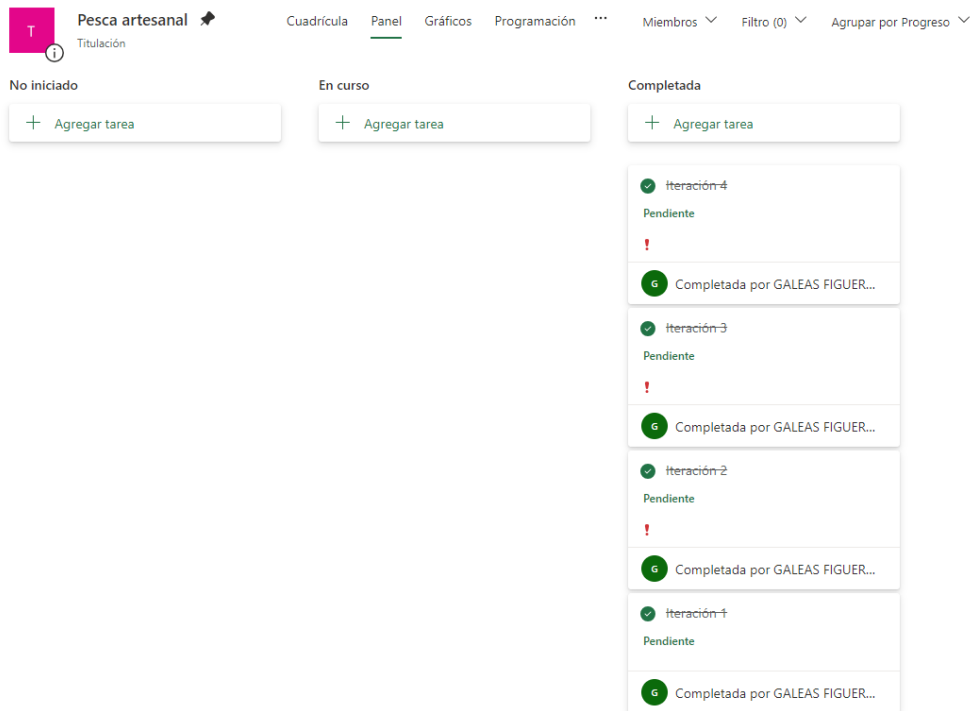 T
Pesca artesanal
Titulación
Cuadrícula Panel Gráficos Programación ...
Miembros Filtro (0) Agrupar por Progreso
No iniciado
+ Agregar tarea
En curso
+ Agregar tarea
Completada
+ Agregar tarea
Iteración 4
Pendiente
!
G Completada por GALEAS FIGUER...
Iteración 3
Pendiente
!
G Completada por GALEAS FIGUER...
Iteración 2
Pendiente
!
G Completada por GALEAS FIGUER...
Iteración 1
Pendiente
G Completada por GALEAS FIGUER...